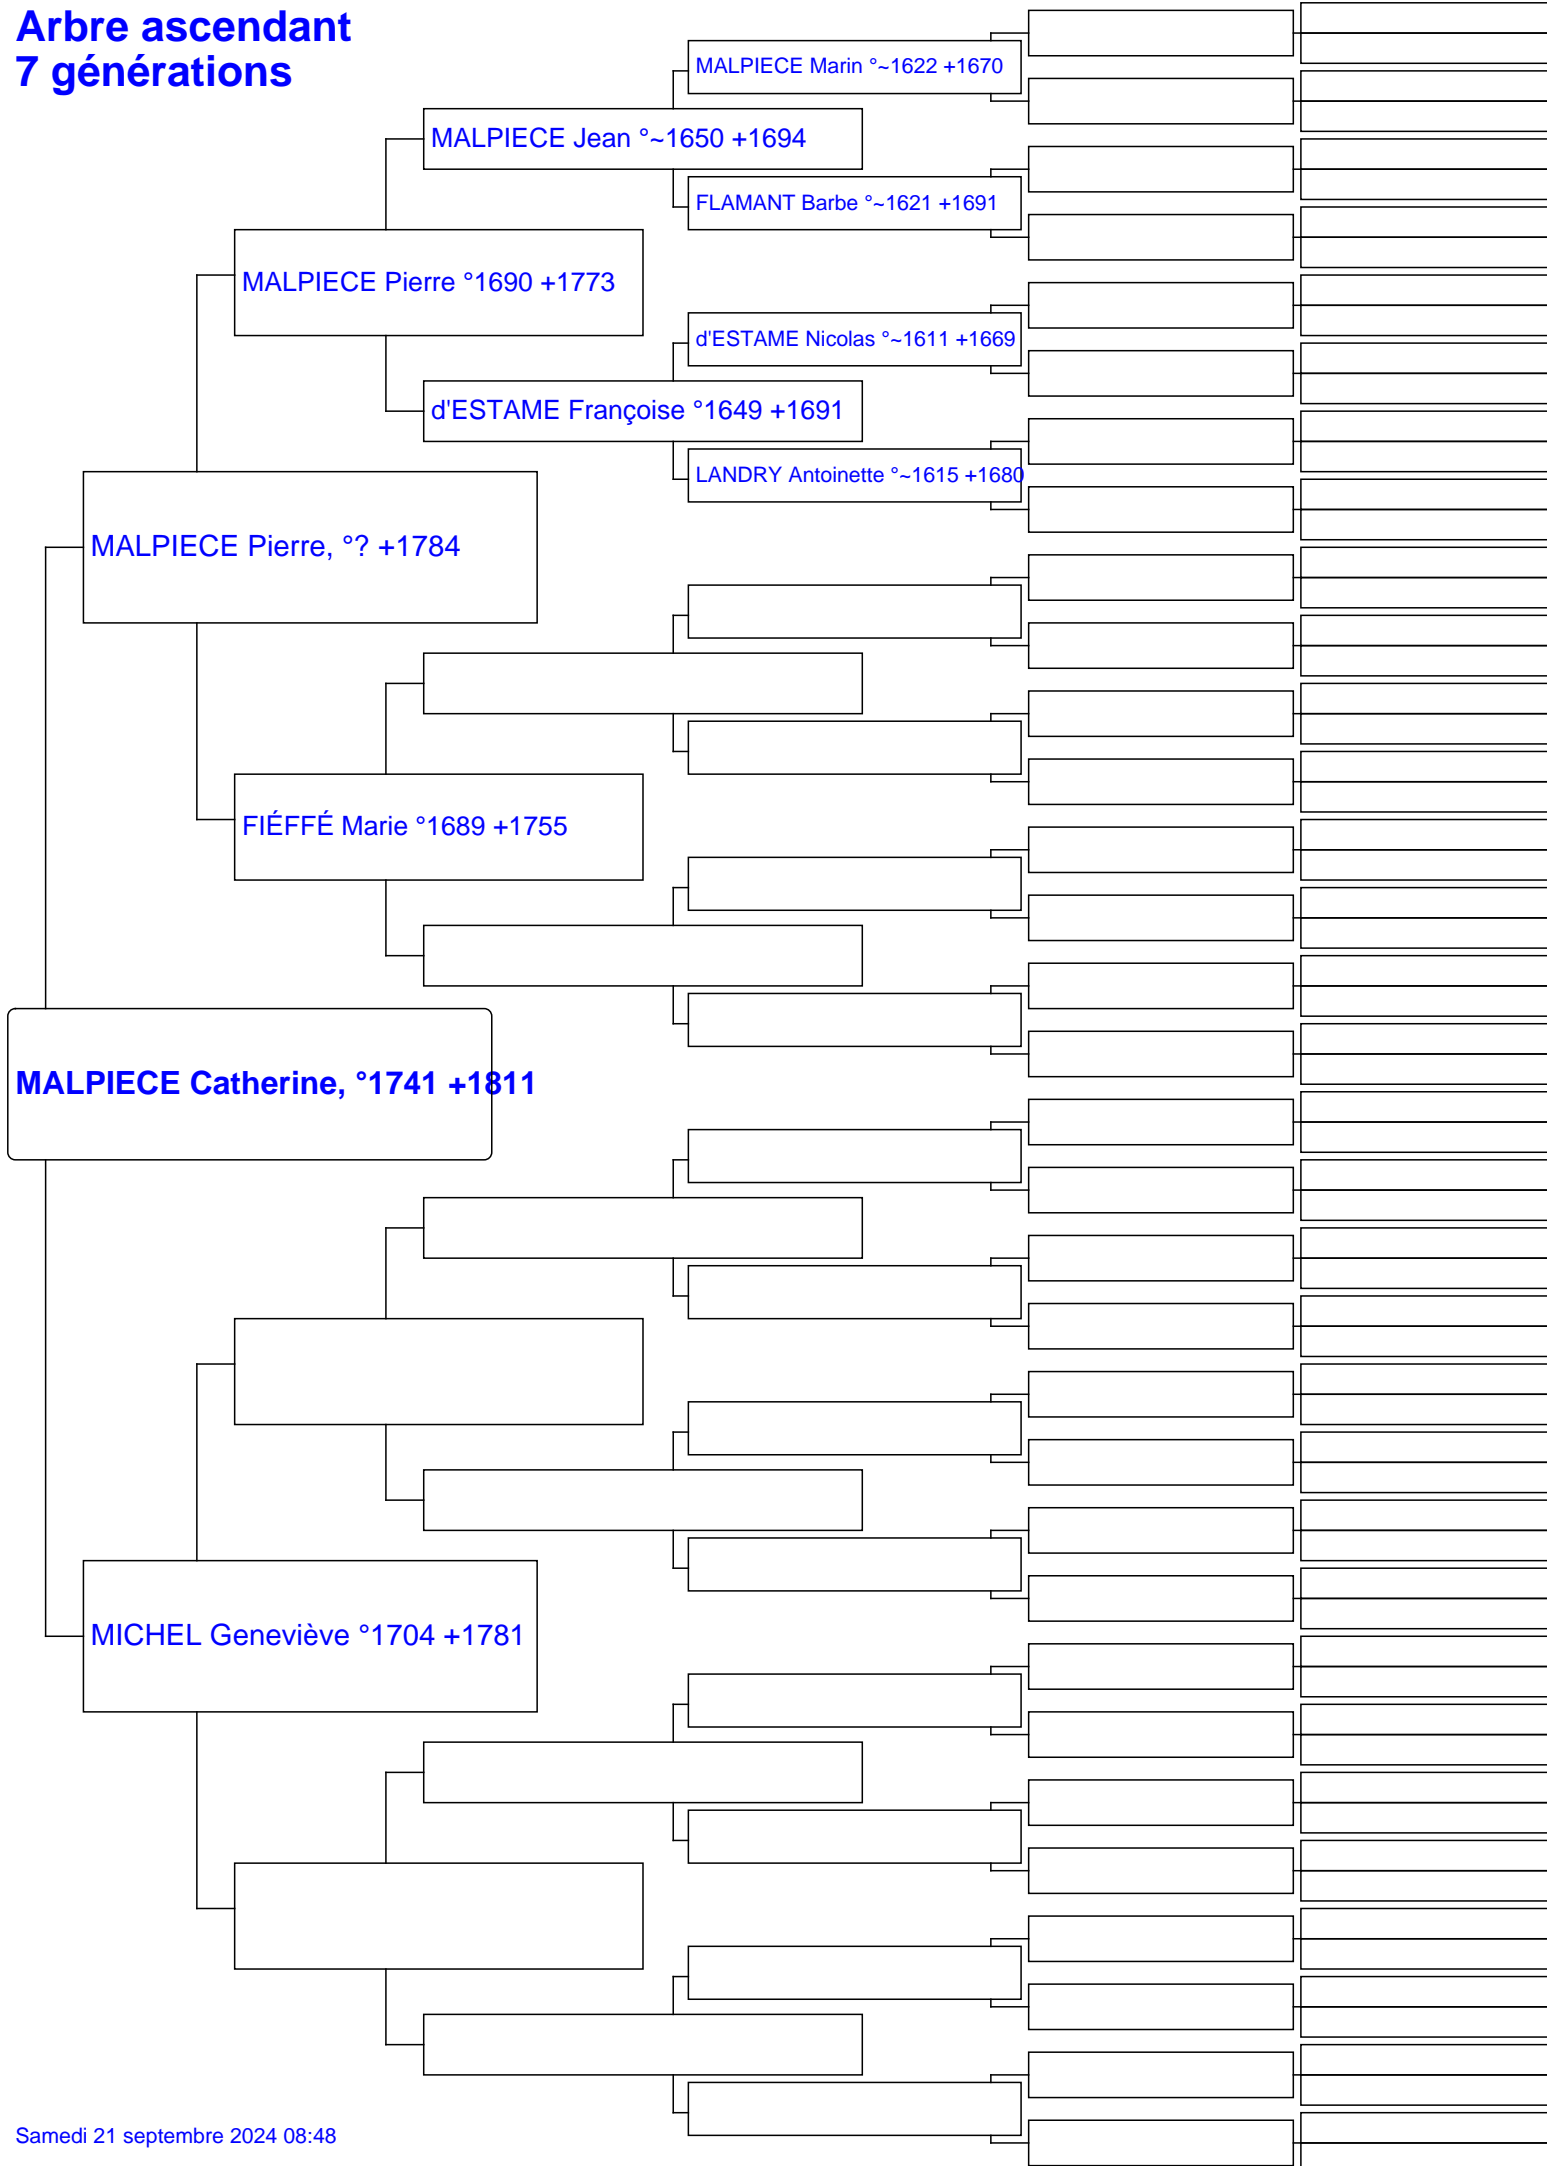 Arbre ascendant
7 générations
MALPIECE Marin °~1622 +1670
MALPIECE Jean °~1650 +1694
FLAMANT Barbe °~1621 +1691
MALPIECE Pierre °1690 +1773
d'ESTAME Nicolas °~1611 +1669
d'ESTAME Françoise °1649 +1691
LANDRY Antoinette °~1615 +1680
MALPIECE Pierre, °? +1784
FIÉFFÉ Marie °1689 +1755
MALPIECE Catherine, °1741 +1811
MICHEL Geneviève °1704 +1781
Samedi 21 septembre 2024 08:48